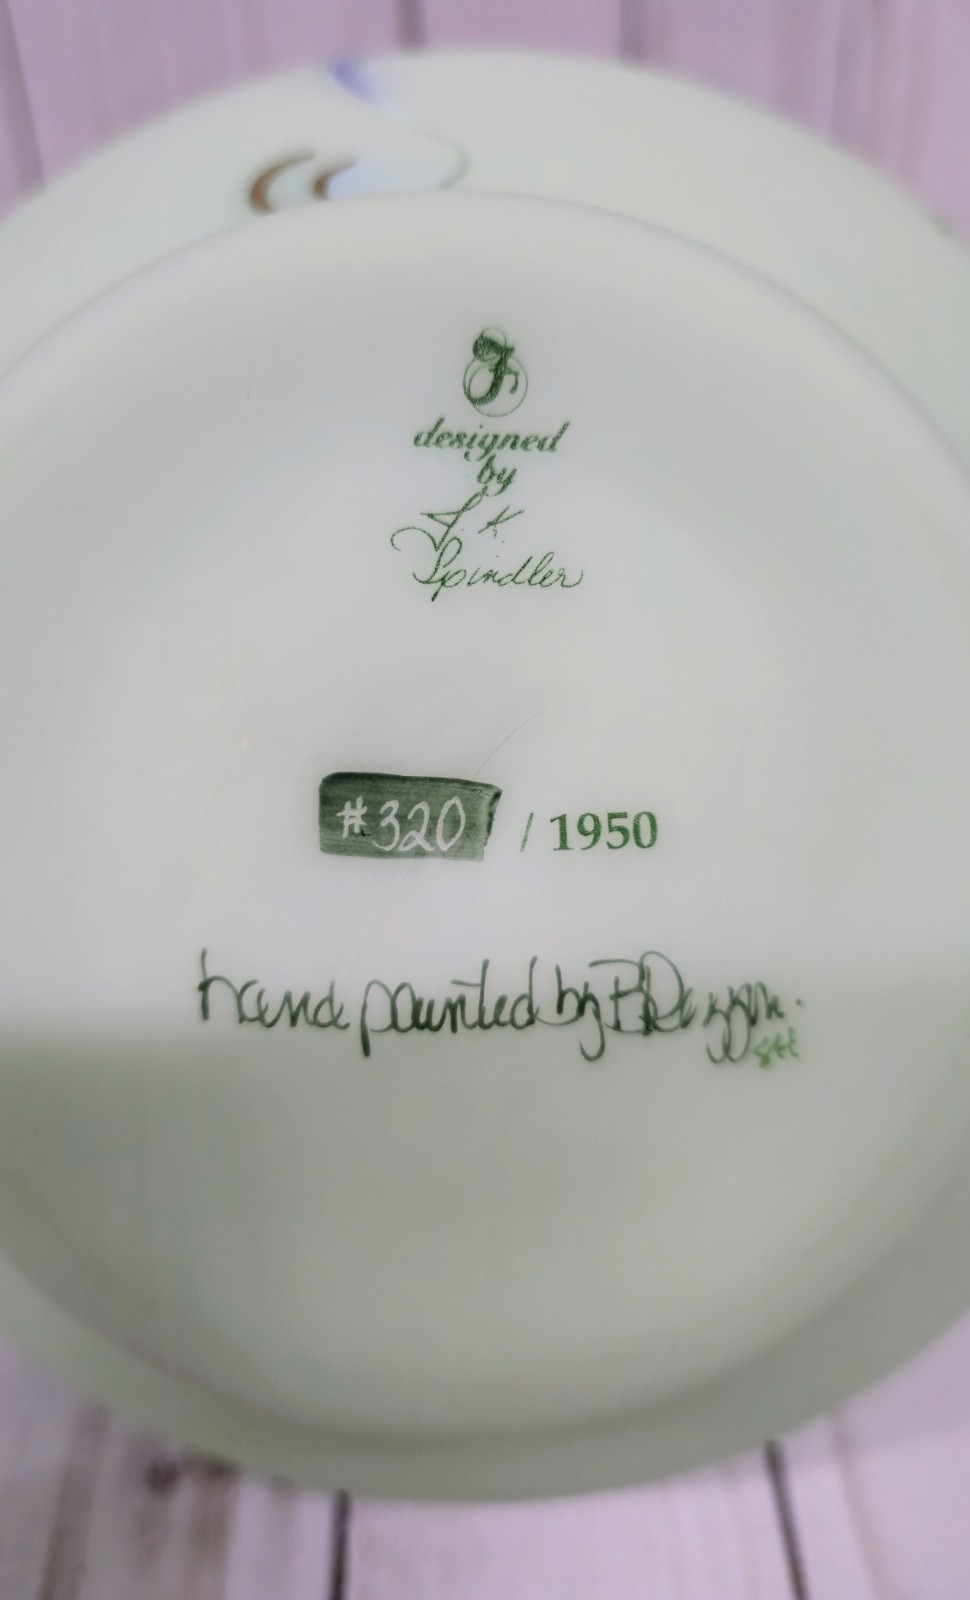 F
designed
by
J. K.
Spindler
#320 / 1950
hand painted by